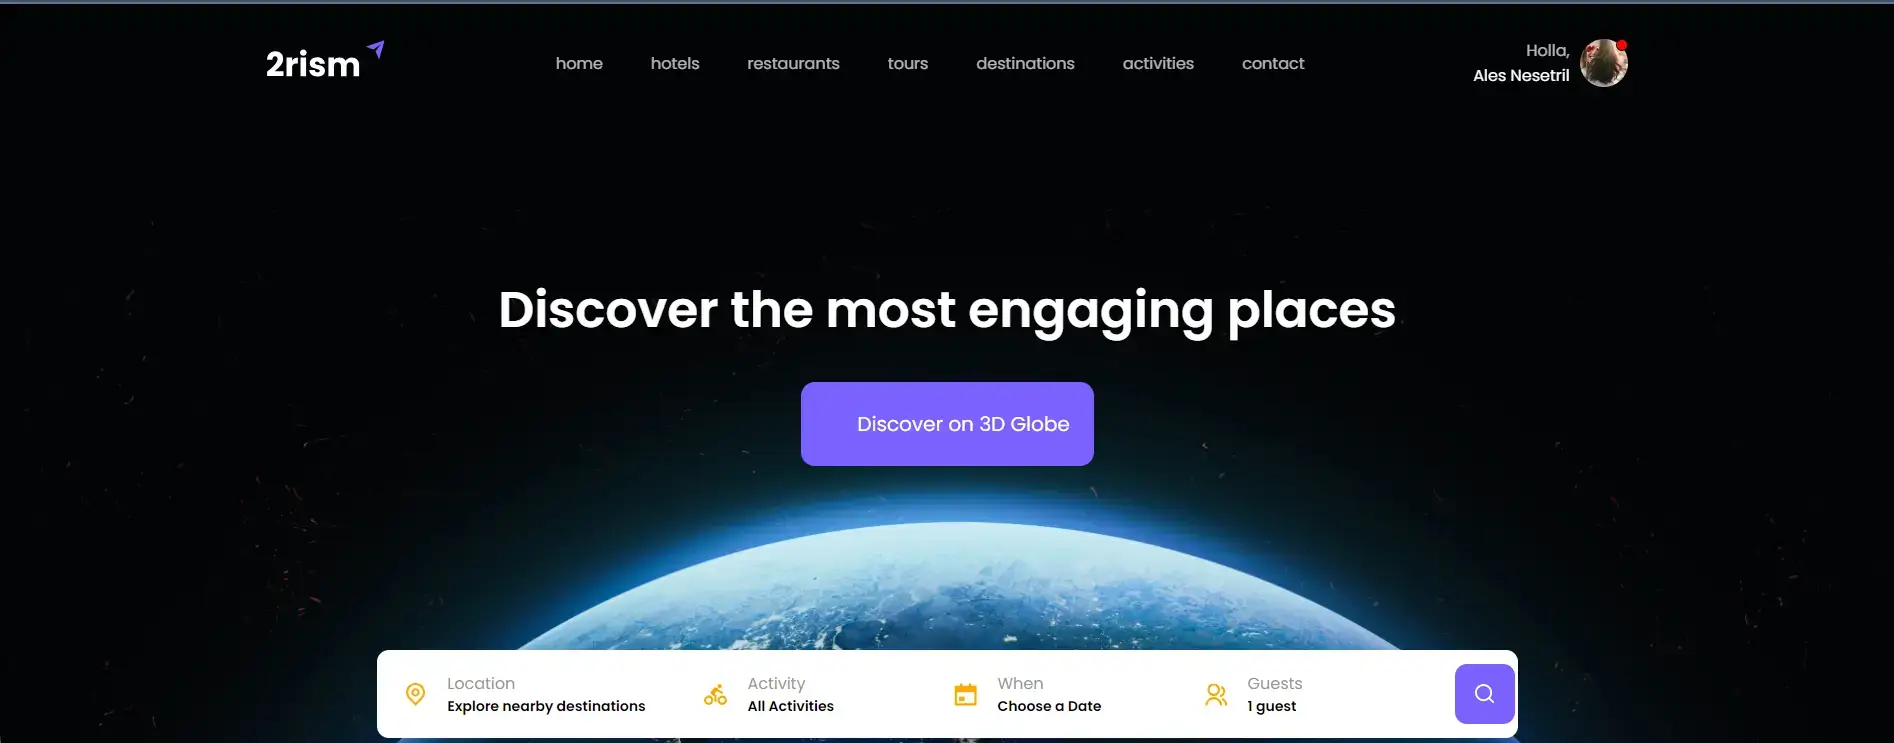 2rism
home
hotels
restaurants
tours
destinations
activities
contact
Holla,
Ales Nesetril
Discover the most engaging places
Discover on 3D Globe
Location
Explore nearby destinations
Activity
All Activities
When
Choose a Date
Guests
1 guest